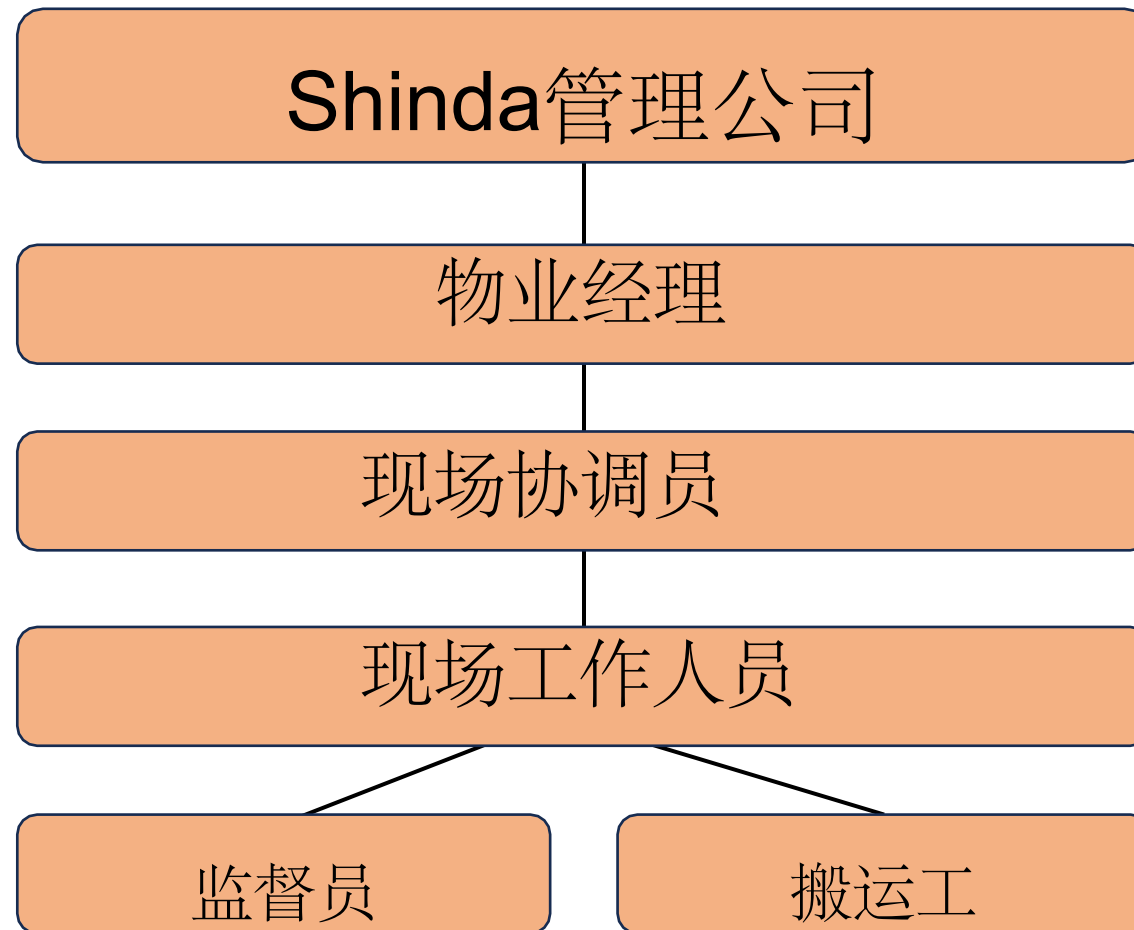 Shinda管理公司
物业经理
现场协调员
现场工作人员
监督员
搬运工